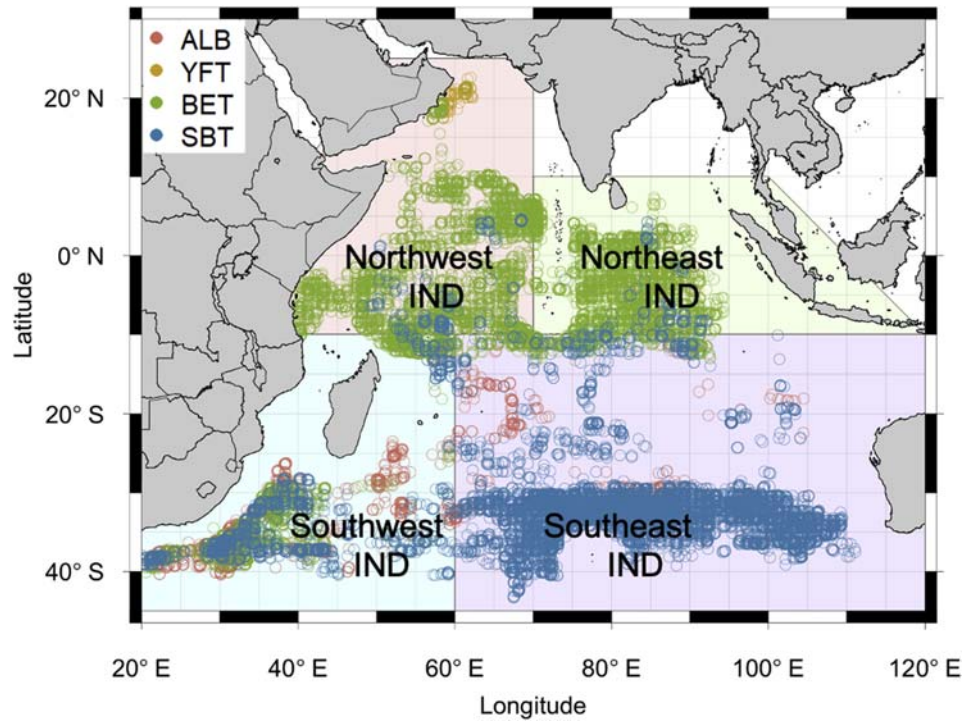 ALB
YFT
BET
SBT
20° N
0° N
20° S
40° S
Latitude
Northwest
IND
Northeast
IND
Southwest
IND
Southeast
IND
20° E
40° E
60° E
80° E
100° E
120° E
Longitude